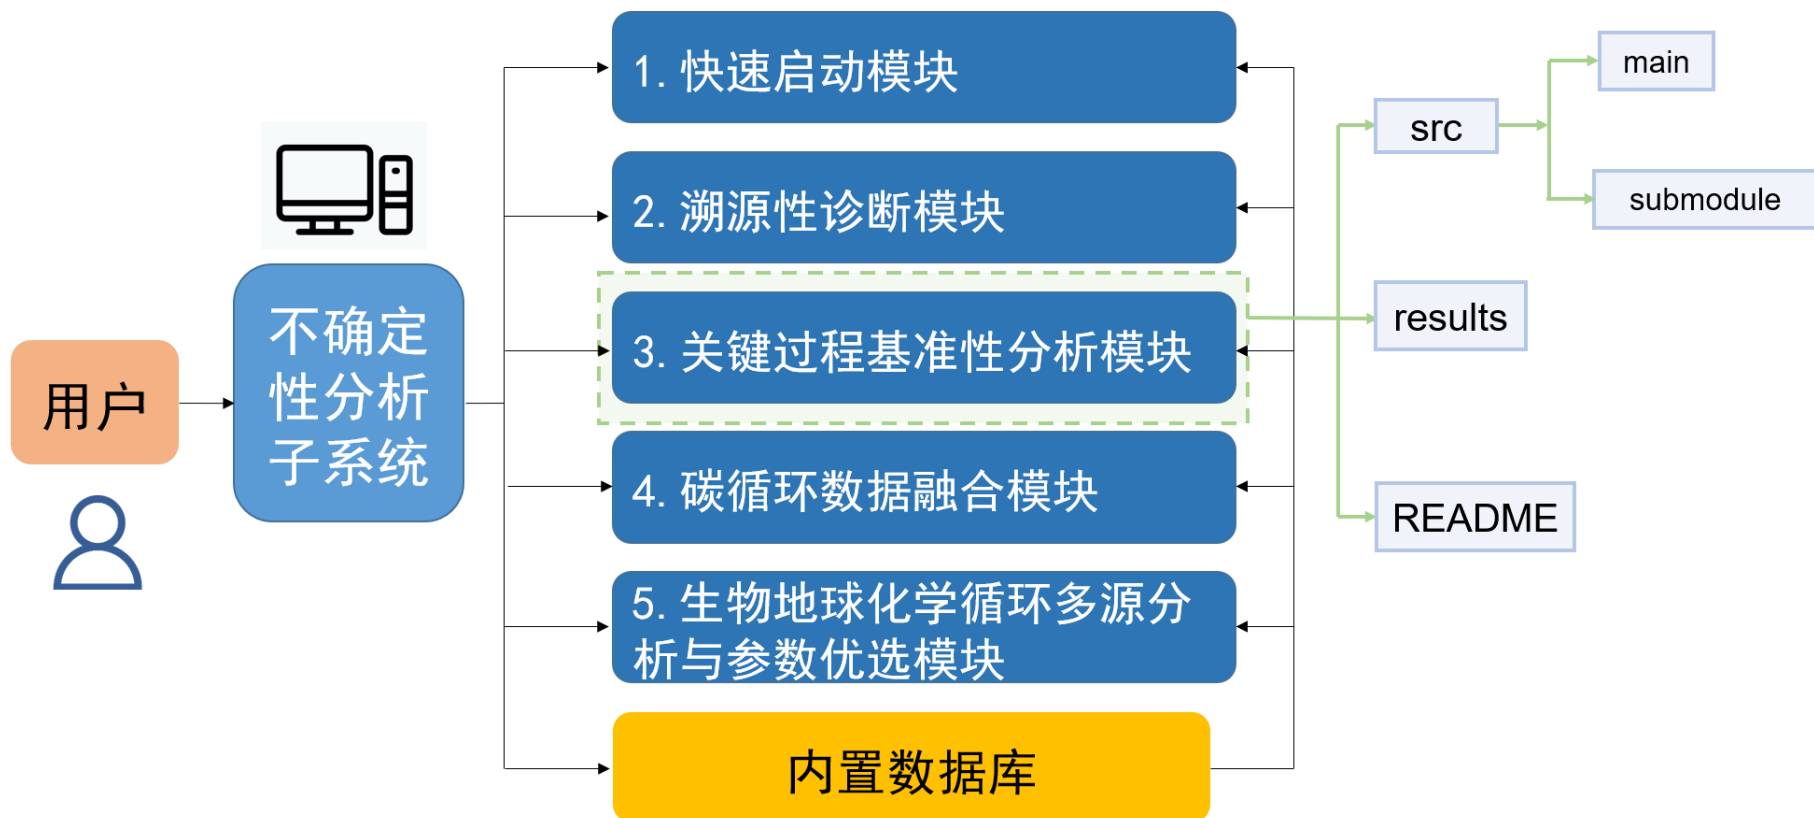 用户
不确定
性分析
子系统
1. 快速启动模块
2. 溯源性诊断模块
3. 关键过程基准性分析模块
4. 碳循环数据融合模块
5. 生物地球化学循环多源分
析与参数优选模块
内置数据库
src
main
submodule
results
README